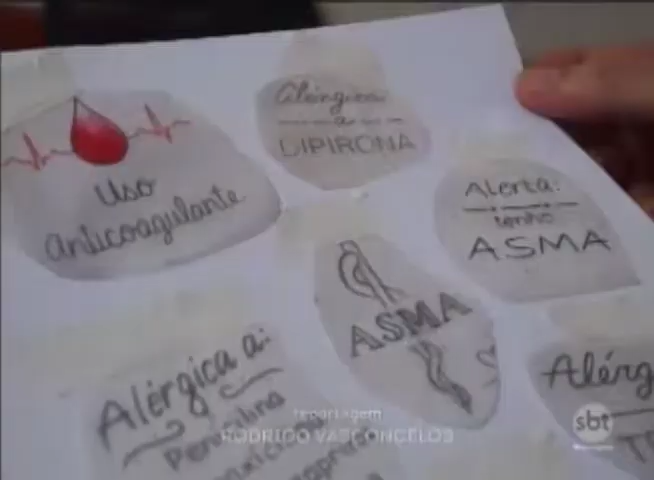 Uso
anticoagulante
Alérgica
a
DIPIRONA
Alerta:
tenho
ASMA
ASMA
Alérgica a:
Penicilina
Alérg
reportagem
RODRIGO VASCONCELOS
sbt